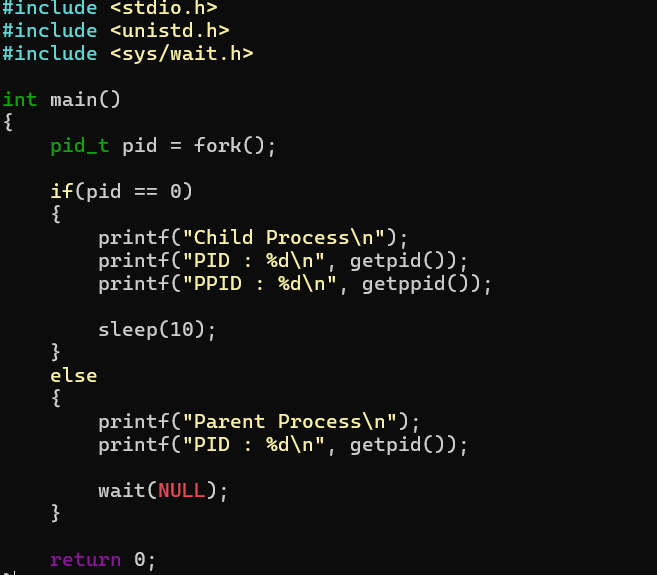 #include <stdio.h>
#include <unistd.h>
#include <sys/wait.h>

int main()
{
    pid_t pid = fork();

    if(pid == 0)
    {
        printf("Child Process\n");
        printf("PID : %d\n", getpid());
        printf("PPID : %d\n", getppid());

        sleep(10);
    }
    else
    {
        printf("Parent Process\n");
        printf("PID : %d\n", getpid());

        wait(NULL);
    }

    return 0;
}